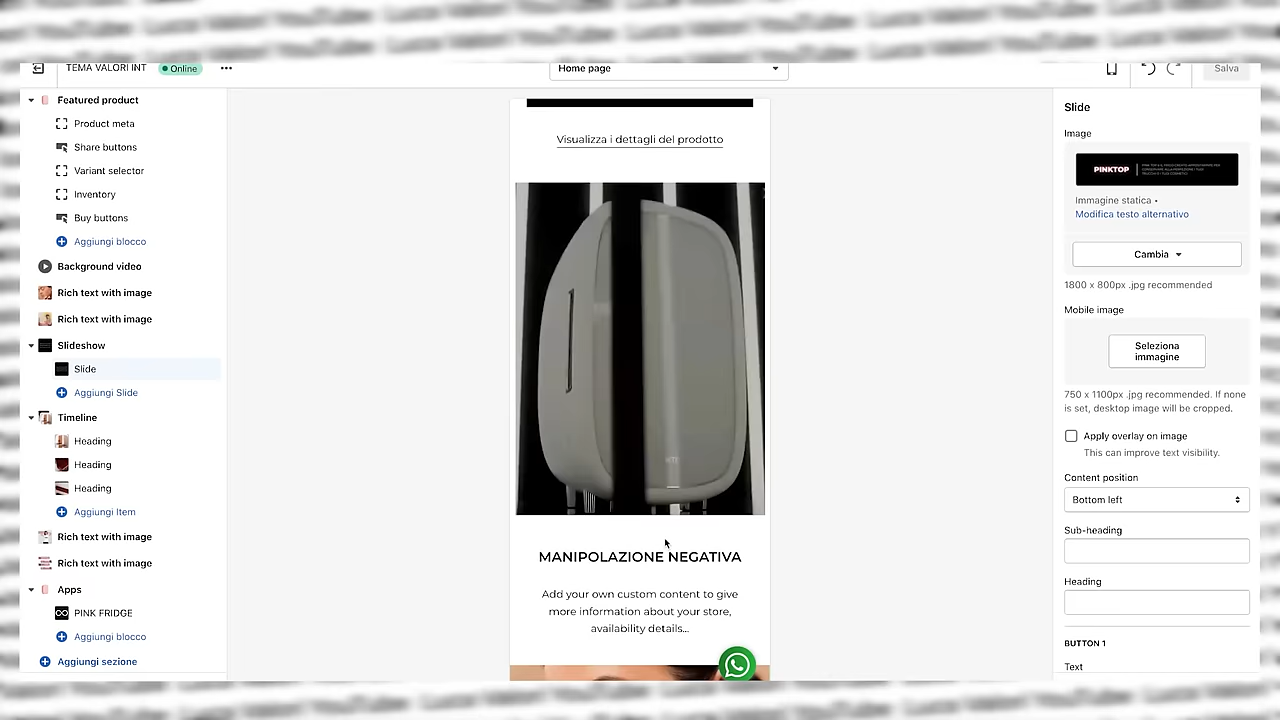 TEMA VALORI INT
Online
Home page
Salva
Featured product
Product meta
Share buttons
Variant selector
Inventory
Buy buttons
Aggiungi blocco
Background video
Rich text with image
Rich text with image
Slideshow
Slide
Aggiungi Slide
Timeline
Heading
Heading
Heading
Aggiungi Item
Rich text with image
Rich text with image
Apps
PINK FRIDGE
Aggiungi blocco
Aggiungi sezione
Visualizza i dettagli del prodotto
MANIPOLAZIONE NEGATIVA
Add your own custom content to give
more information about your store,
availability details...
Slide
Image
PINKTOP
Immagine statica •
Modifica testo alternativo
Cambia
1800 x 800px .jpg recommended
Mobile image
Seleziona
immagine
750 x 1100px .jpg recommended. If none
is set, desktop image will be cropped.
Apply overlay on image
This can improve text visibility.
Content position
Bottom left
Sub-heading
Heading
BUTTON 1
Text